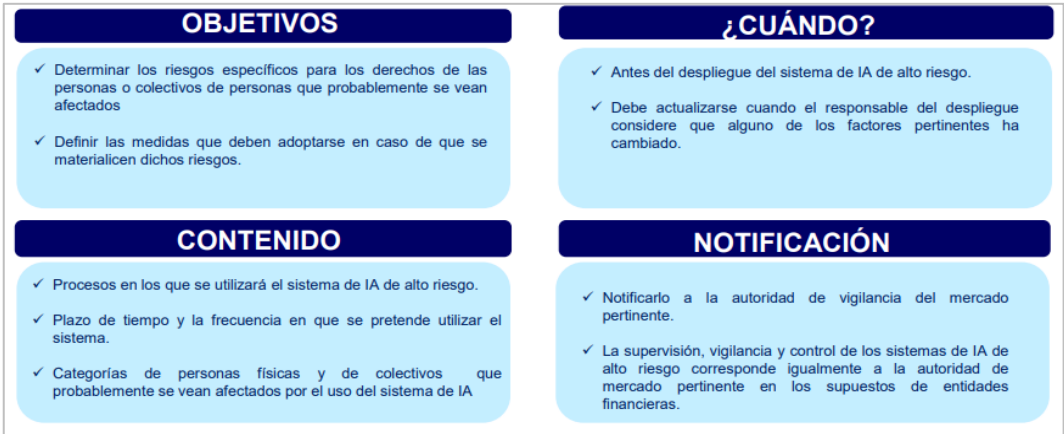 OBJETIVOS
✓ Determinar los riesgos específicos para los derechos de las
personas o colectivos de personas que probablemente se vean
afectados
✓ Definir las medidas que deben adoptarse en caso de que se
materialicen dichos riesgos.
¿CUÁNDO?
✓ Antes del despliegue del sistema de IA de alto riesgo.
✓ Debe actualizarse cuando el responsable del despliegue
considere que alguno de los factores pertinentes ha
cambiado.
CONTENIDO
✓ Procesos en los que se utilizará el sistema de IA de alto riesgo.
✓ Plazo de tiempo y la frecuencia en que se pretende utilizar el
sistema.
✓ Categorías de personas físicas y de colectivos que
probablemente se vean afectados por el uso del sistema de IA
NOTIFICACIÓN
✓ Notificarlo a la autoridad de vigilancia del mercado
pertinente.
✓ La supervisión, vigilancia y control de los sistemas de IA de
alto riesgo corresponde igualmente a la autoridad de
mercado pertinente en los supuestos de entidades
financieras.